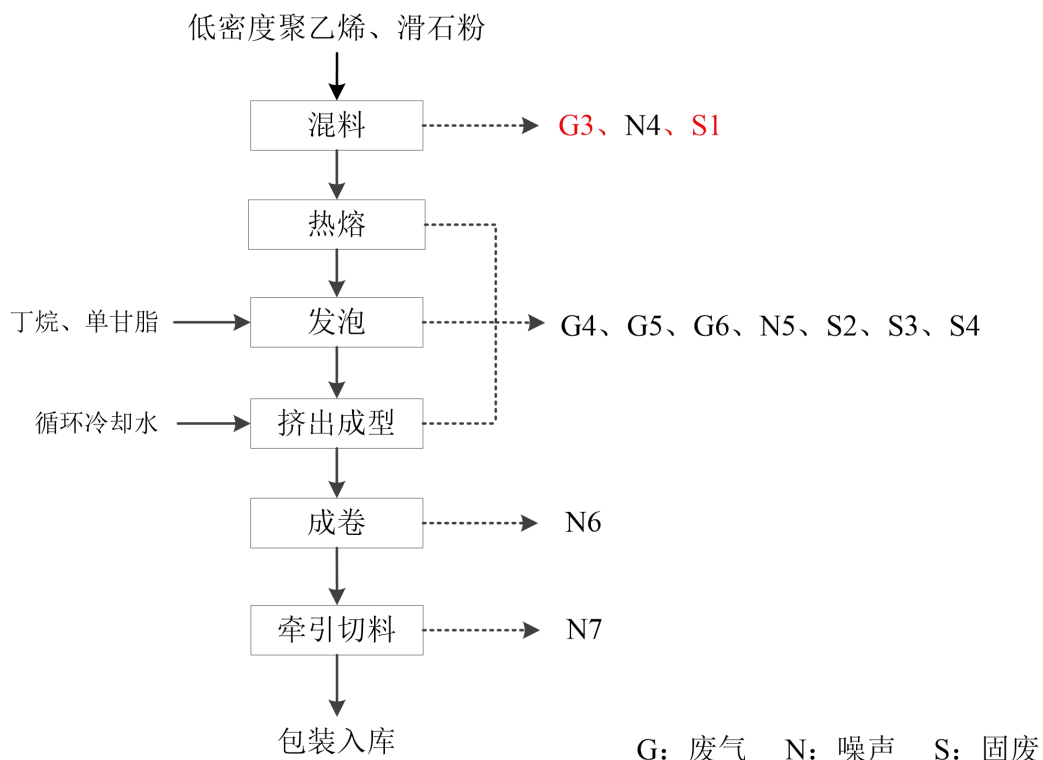 低密度聚乙烯、滑石粉
混料
G3、N4、S1
热熔
丁烷、单甘脂
发泡
G4、G5、G6、N5、S2、S3、S4
循环冷却水
挤出成型
成卷
N6
牵引切料
N7
包装入库
G：废气 N：噪声 S：固废